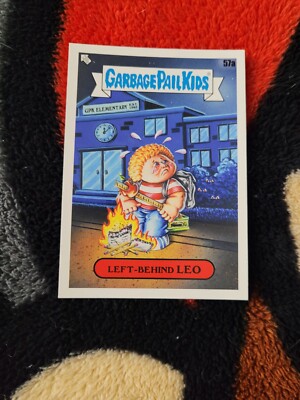 57a
GARBAGE PAIL KIDS
GPK ELEMENTARY
LEFT-BEHIND LEO